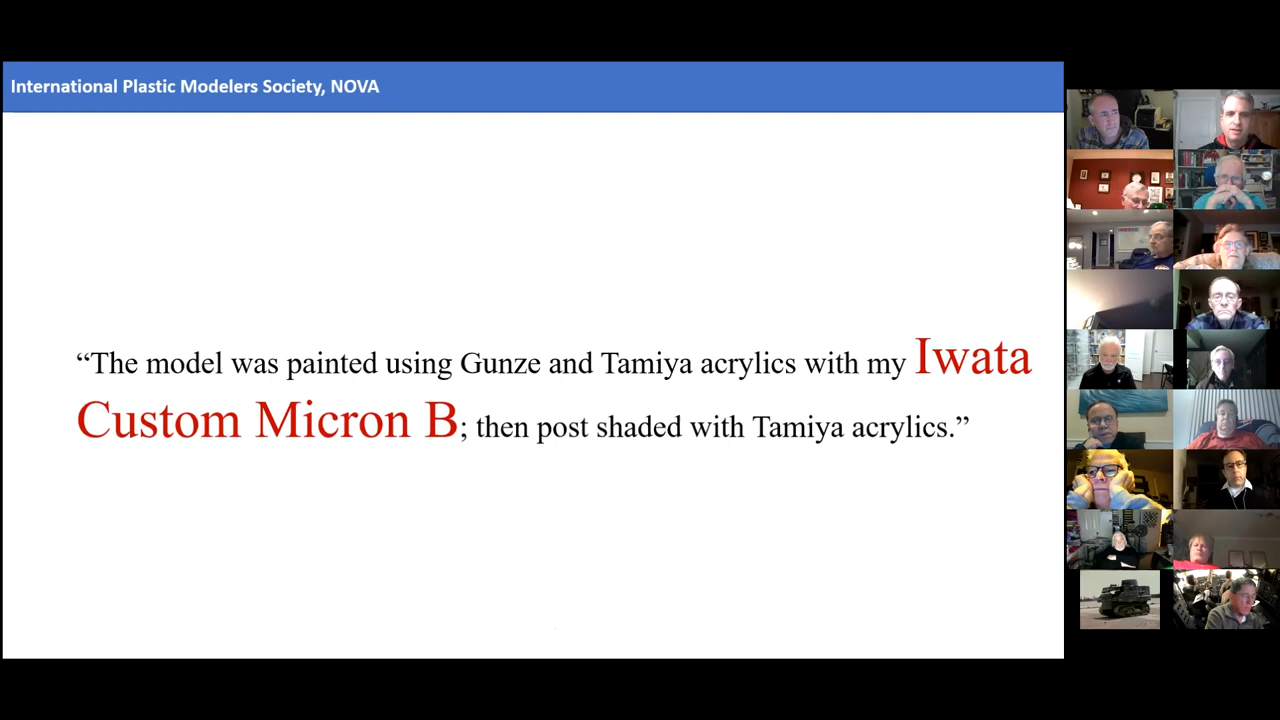 International Plastic Modelers Society, NOVA
“The model was painted using Gunze and Tamiya acrylics with my Iwata
Custom Micron B; then post shaded with Tamiya acrylics.”